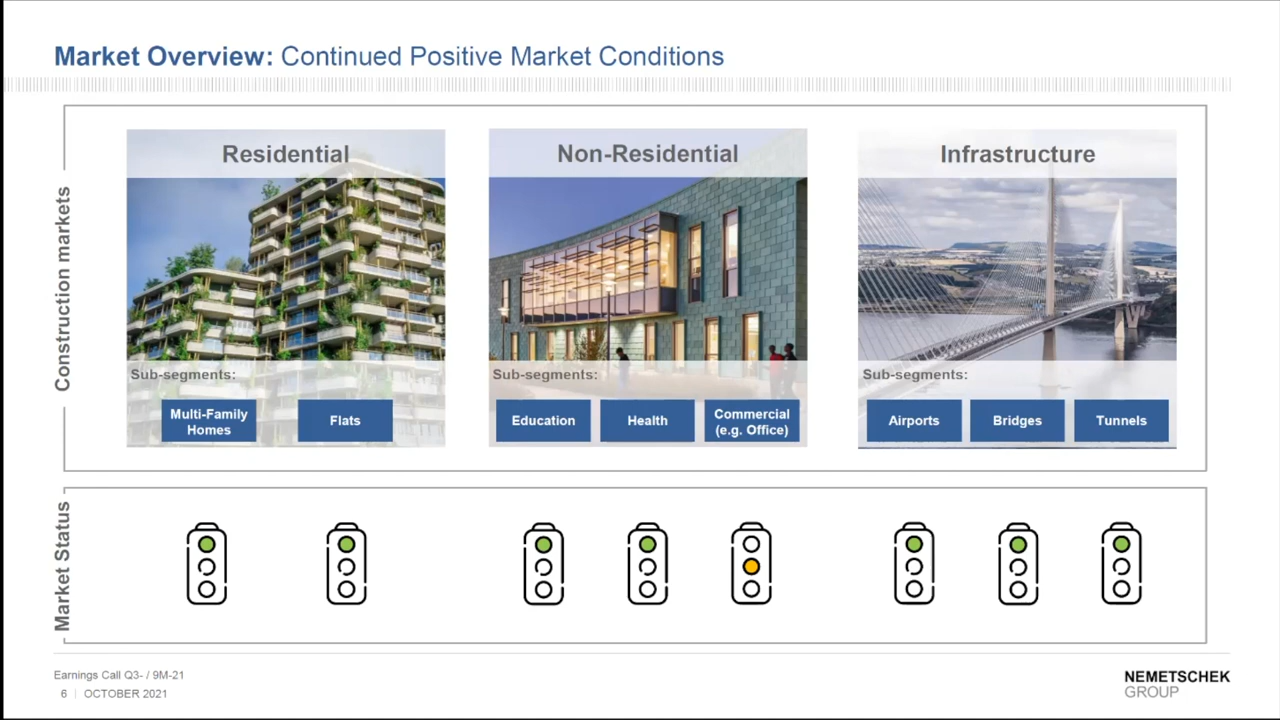 Market Overview: Continued Positive Market Conditions
Construction markets
Residential
Sub-segments:
Multi-Family
Homes
Flats
Non-Residential
Sub-segments:
Education
Health
Commercial
(e.g. Office)
Infrastructure
Sub-segments:
Airports
Bridges
Tunnels
Market Status
Earnings Call Q3- / 9M-21
6 | OCTOBER 2021
NEMETSCHEK
GROUP